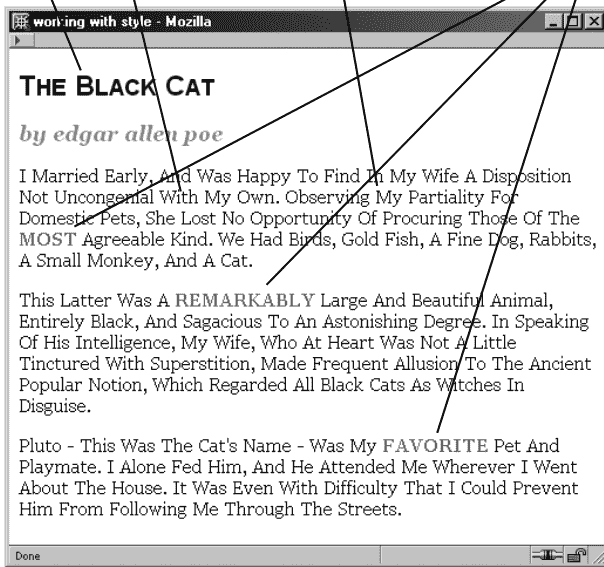 working with style - Mozilla
THE BLACK CAT
by edgar allen poe
I Married Early, And Was Happy To Find In My Wife A Disposition
Not Uncongenial With My Own. Observing My Partiality For
Domestic Pets, She Lost No Opportunity Of Procuring Those Of The
MOST Agreeable Kind. We Had Birds, Gold Fish, A Fine Dog, Rabbits,
A Small Monkey, And A Cat.
This Latter Was A REMARKABLY Large And Beautiful Animal,
Entirely Black, And Sagacious To An Astonishing Degree. In Speaking
Of His Intelligence, My Wife, Who At Heart Was Not A Little
Tinctured With Superstition, Made Frequent Allusion To The Ancient
Popular Notion, Which Regarded All Black Cats As Witches In
Disguise.
Pluto - This Was The Cat's Name - Was My FAVORITE Pet And
Playmate. I Alone Fed Him, And He Attended Me Wherever I Went
About The House. It Was Even With Difficulty That I Could Prevent
Him From Following Me Through The Streets.
Done